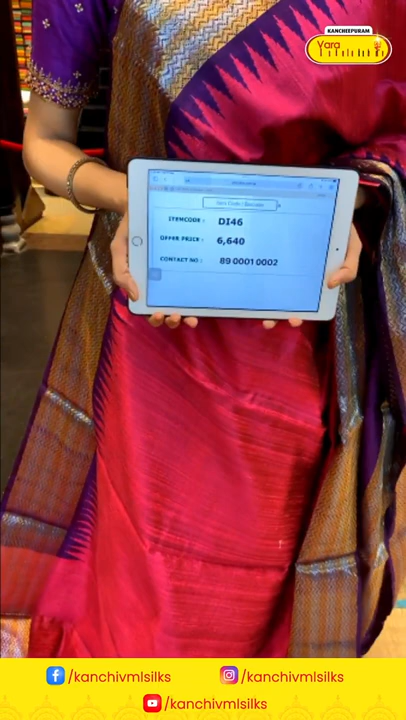 KANCHEEPURAM
Yara
ITEMCODE : DI46
OFFER PRICE : 6,640
CONTACT NO : 89 0001 0002
/kanchivmlsilks
/kanchivmlsilks
/kanchivmlsilks